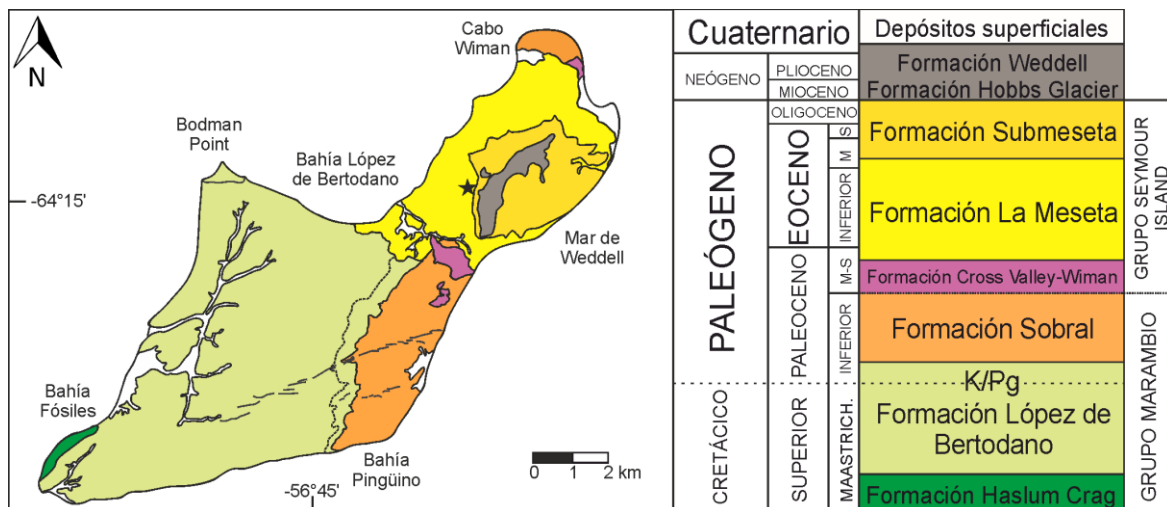 N
Cabo
Wiman
Bodman
Point
Bahía López
de Bertodano
-64°15'
Mar de
Weddell
Bahía
Fósiles
Bahía
Pingüino
-56°45'
0 1 2 km
Cuaternario
Depósitos superficiales
NEÓGENO
PLIOCENO
MIOCENO
Formación Weddell
Formación Hobbs Glacier
PALEÓGENO
OLIGOCENO
EOCENO
S
M
INFERIOR
Formación Submeseta
Formación La Meseta
GRUPO SEYMOUR
ISLAND
PALEOCENO
M-S
Formación Cross Valley-Wiman
INFERIOR
Formación Sobral
K/Pg
CRETÁCICO
SUPERIOR
MAASTRICH.
Formación López de
Bertodano
Formación Haslum Crag
GRUPO MARAMBIO